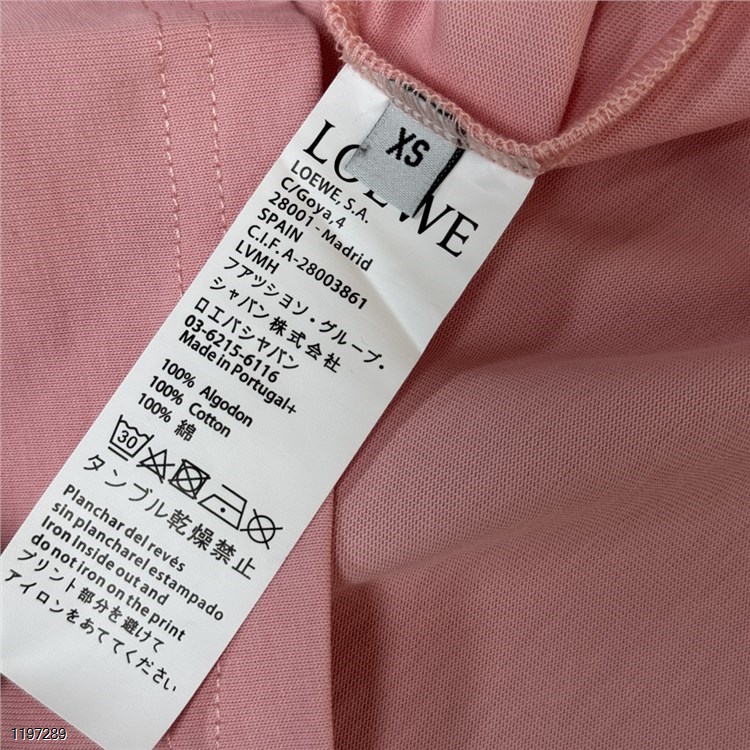 XS
LOEWE
LOEWE, S.A.
C/Goya,4
28001-Madrid
SPAIN
C.I.F. A-28003861
LVMH
ファッション・グループ・
ジャパン株式会社
ロエバジャパン
03-6215-6116
Made in Portugal+
100% Algodon
100% Cotton
100% 綿
30
タンブル乾燥禁止
Planchar del revés
sin planchar el estampado
Iron inside out and
do not iron on the print
プリント部分を避けて
アイロンをあててください
1197289